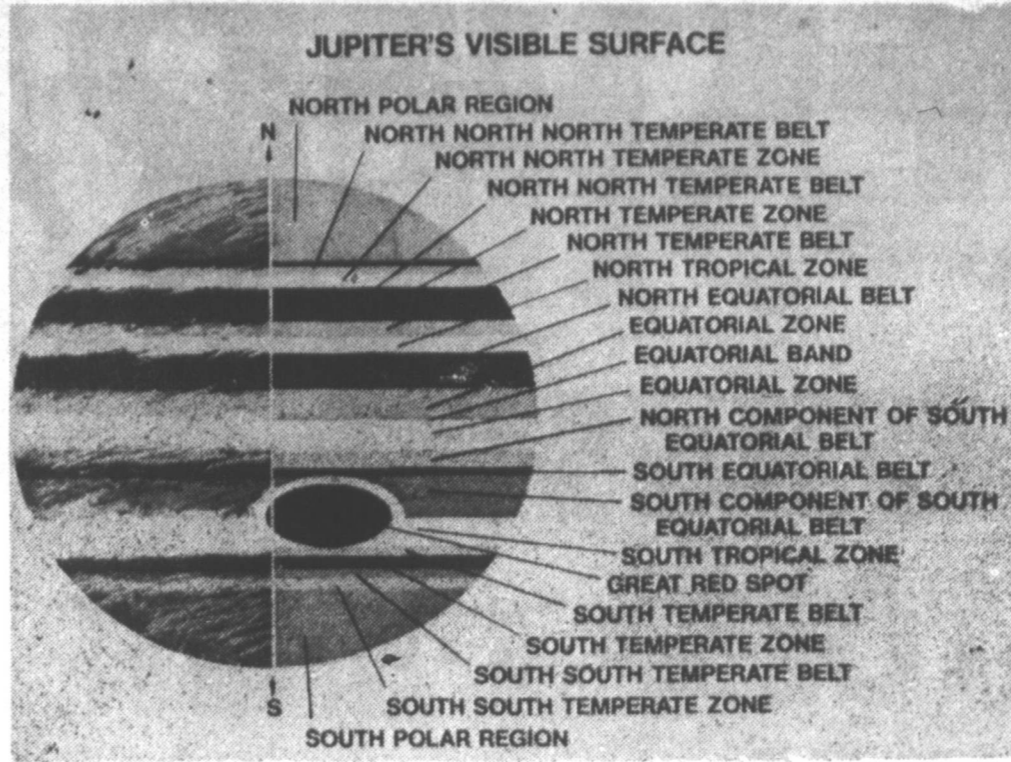 JUPITER'S VISIBLE SURFACE
NORTH POLAR REGION
N
NORTH NORTH NORTH TEMPERATE BELT
NORTH NORTH TEMPERATE ZONE
NORTH NORTH TEMPERATE BELT
NORTH TEMPERATE ZONE
NORTH TEMPERATE BELT
NORTH TROPICAL ZONE
NORTH EQUATORIAL BELT
EQUATORIAL ZONE
EQUATORIAL BAND
EQUATORIAL ZONE
NORTH COMPONENT OF SOUTH
EQUATORIAL BELT
SOUTH EQUATORIAL BELT
SOUTH COMPONENT OF SOUTH
EQUATORIAL BELT
SOUTH TROPICAL ZONE
GREAT RED SPOT
SOUTH TEMPERATE BELT
SOUTH TEMPERATE ZONE
SOUTH SOUTH TEMPERATE BELT
S
SOUTH SOUTH TEMPERATE ZONE
SOUTH POLAR REGION